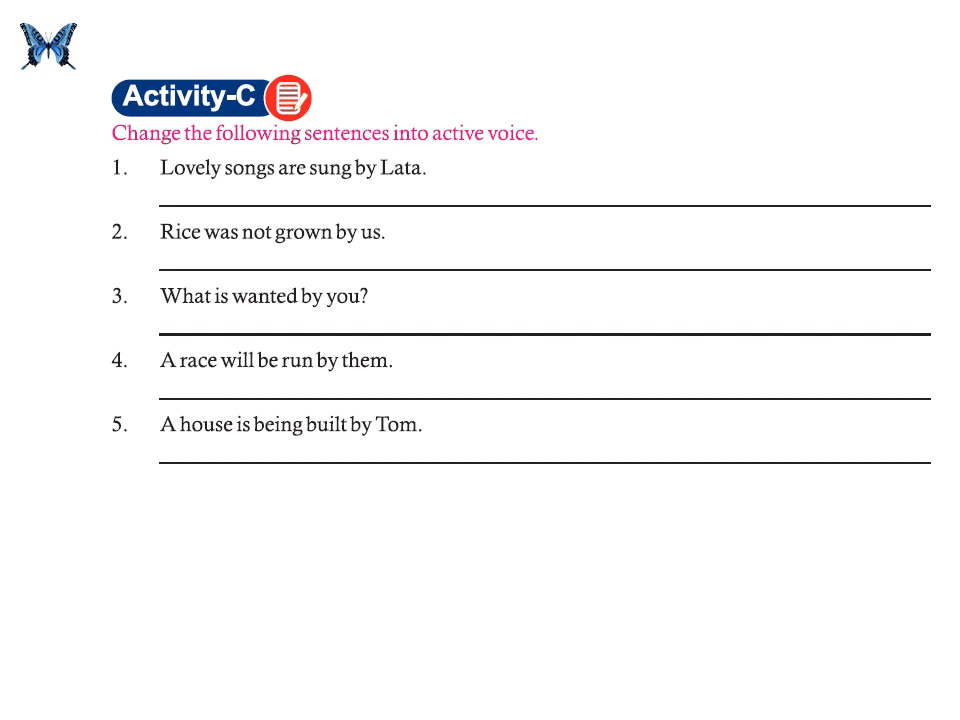 Activity-C
Change the following sentences into active voice.
1. Lovely songs are sung by Lata.
2. Rice was not grown by us.
3. What is wanted by you?
4. A race will be run by them.
5. A house is being built by Tom.